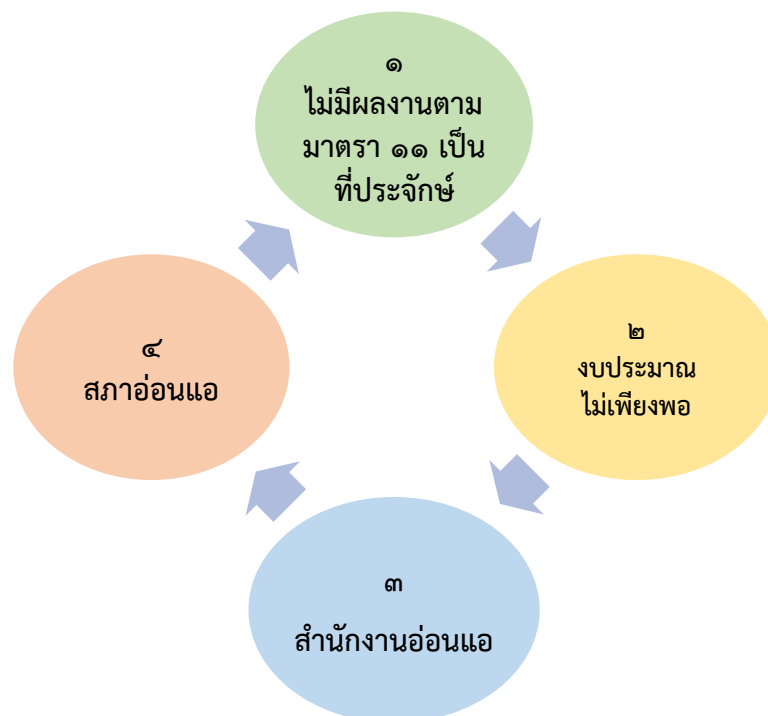 ๑
ไม่มีผลงานตาม
มาตรา ๑๑ เป็น
ที่ประจักษ์
๒
งบประมาณ
ไม่เพียงพอ
๓
สำนักงานอ่อนแอ
๔
สภาอ่อนแอ